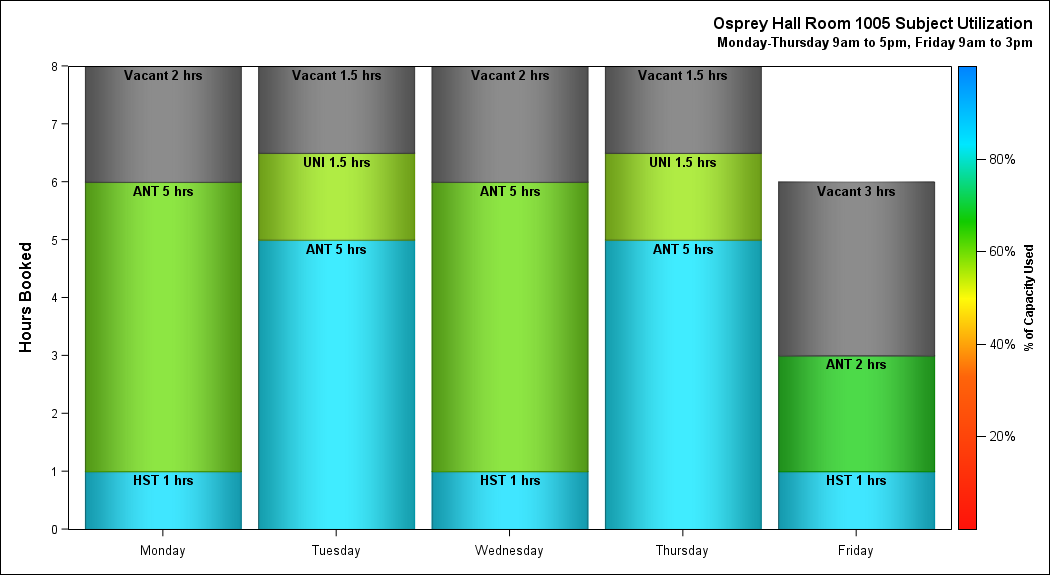 Osprey Hall Room 1005 Subject Utilization
Monday-Thursday 9am to 5pm, Friday 9am to 3pm
Hours Booked
8
7
6
5
4
3
2
1
0
Vacant 2 hrs
ANT 5 hrs
HST 1 hrs
Vacant 1.5 hrs
UNI 1.5 hrs
ANT 5 hrs
Vacant 2 hrs
ANT 5 hrs
HST 1 hrs
Vacant 1.5 hrs
UNI 1.5 hrs
ANT 5 hrs
Vacant 3 hrs
ANT 2 hrs
HST 1 hrs
Monday
Tuesday
Wednesday
Thursday
Friday
80%
60%
40%
20%
% of Capacity Used